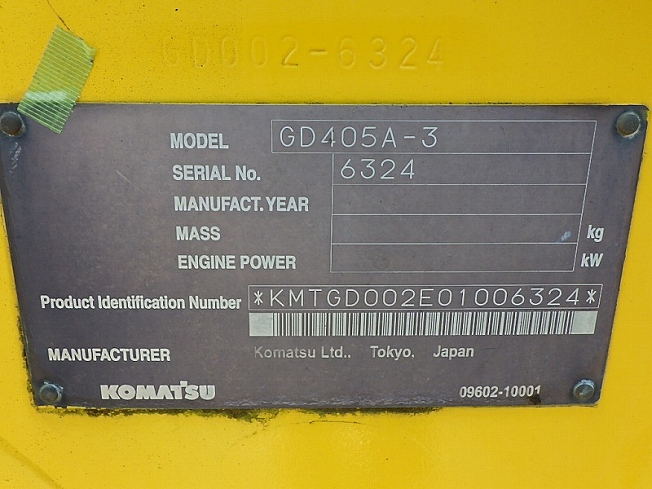 GD002-6324
MODEL GD405A-3
SERIAL No. 6324
MANUFACT. YEAR
MASS kg
ENGINE POWER kW
Product Identification Number *KMTGD002E01006324*
MANUFACTURER Komatsu Ltd., Tokyo, Japan
KOMATSU 09602-10001